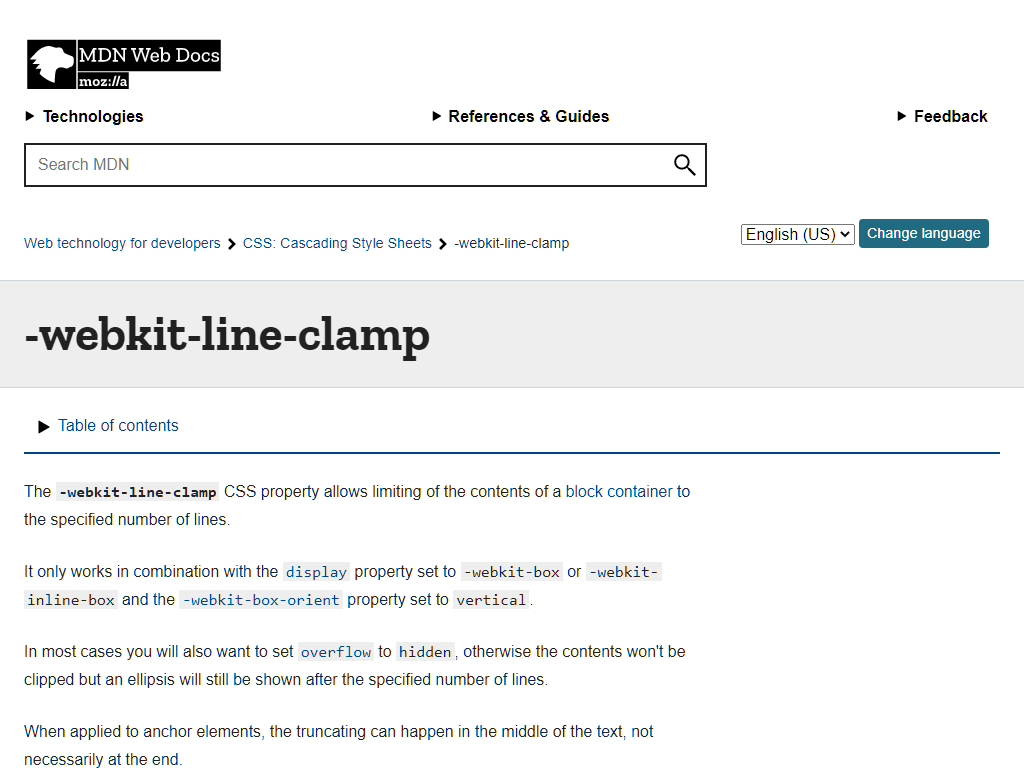 MDN Web Docs
moz://a
Technologies
References & Guides
Feedback
Search MDN
English (US)
Change language
Web technology for developers
CSS: Cascading Style Sheets
-webkit-line-clamp
-webkit-line-clamp
Table of contents
The -webkit-line-clamp CSS property allows limiting of the contents of a block container to
the specified number of lines.
It only works in combination with the display property set to -webkit-box or -webkit-
inline-box and the -webkit-box-orient property set to vertical.
In most cases you will also want to set overflow to hidden, otherwise the contents won't be
clipped but an ellipsis will still be shown after the specified number of lines.
When applied to anchor elements, the truncating can happen in the middle of the text, not
necessarily at the end.